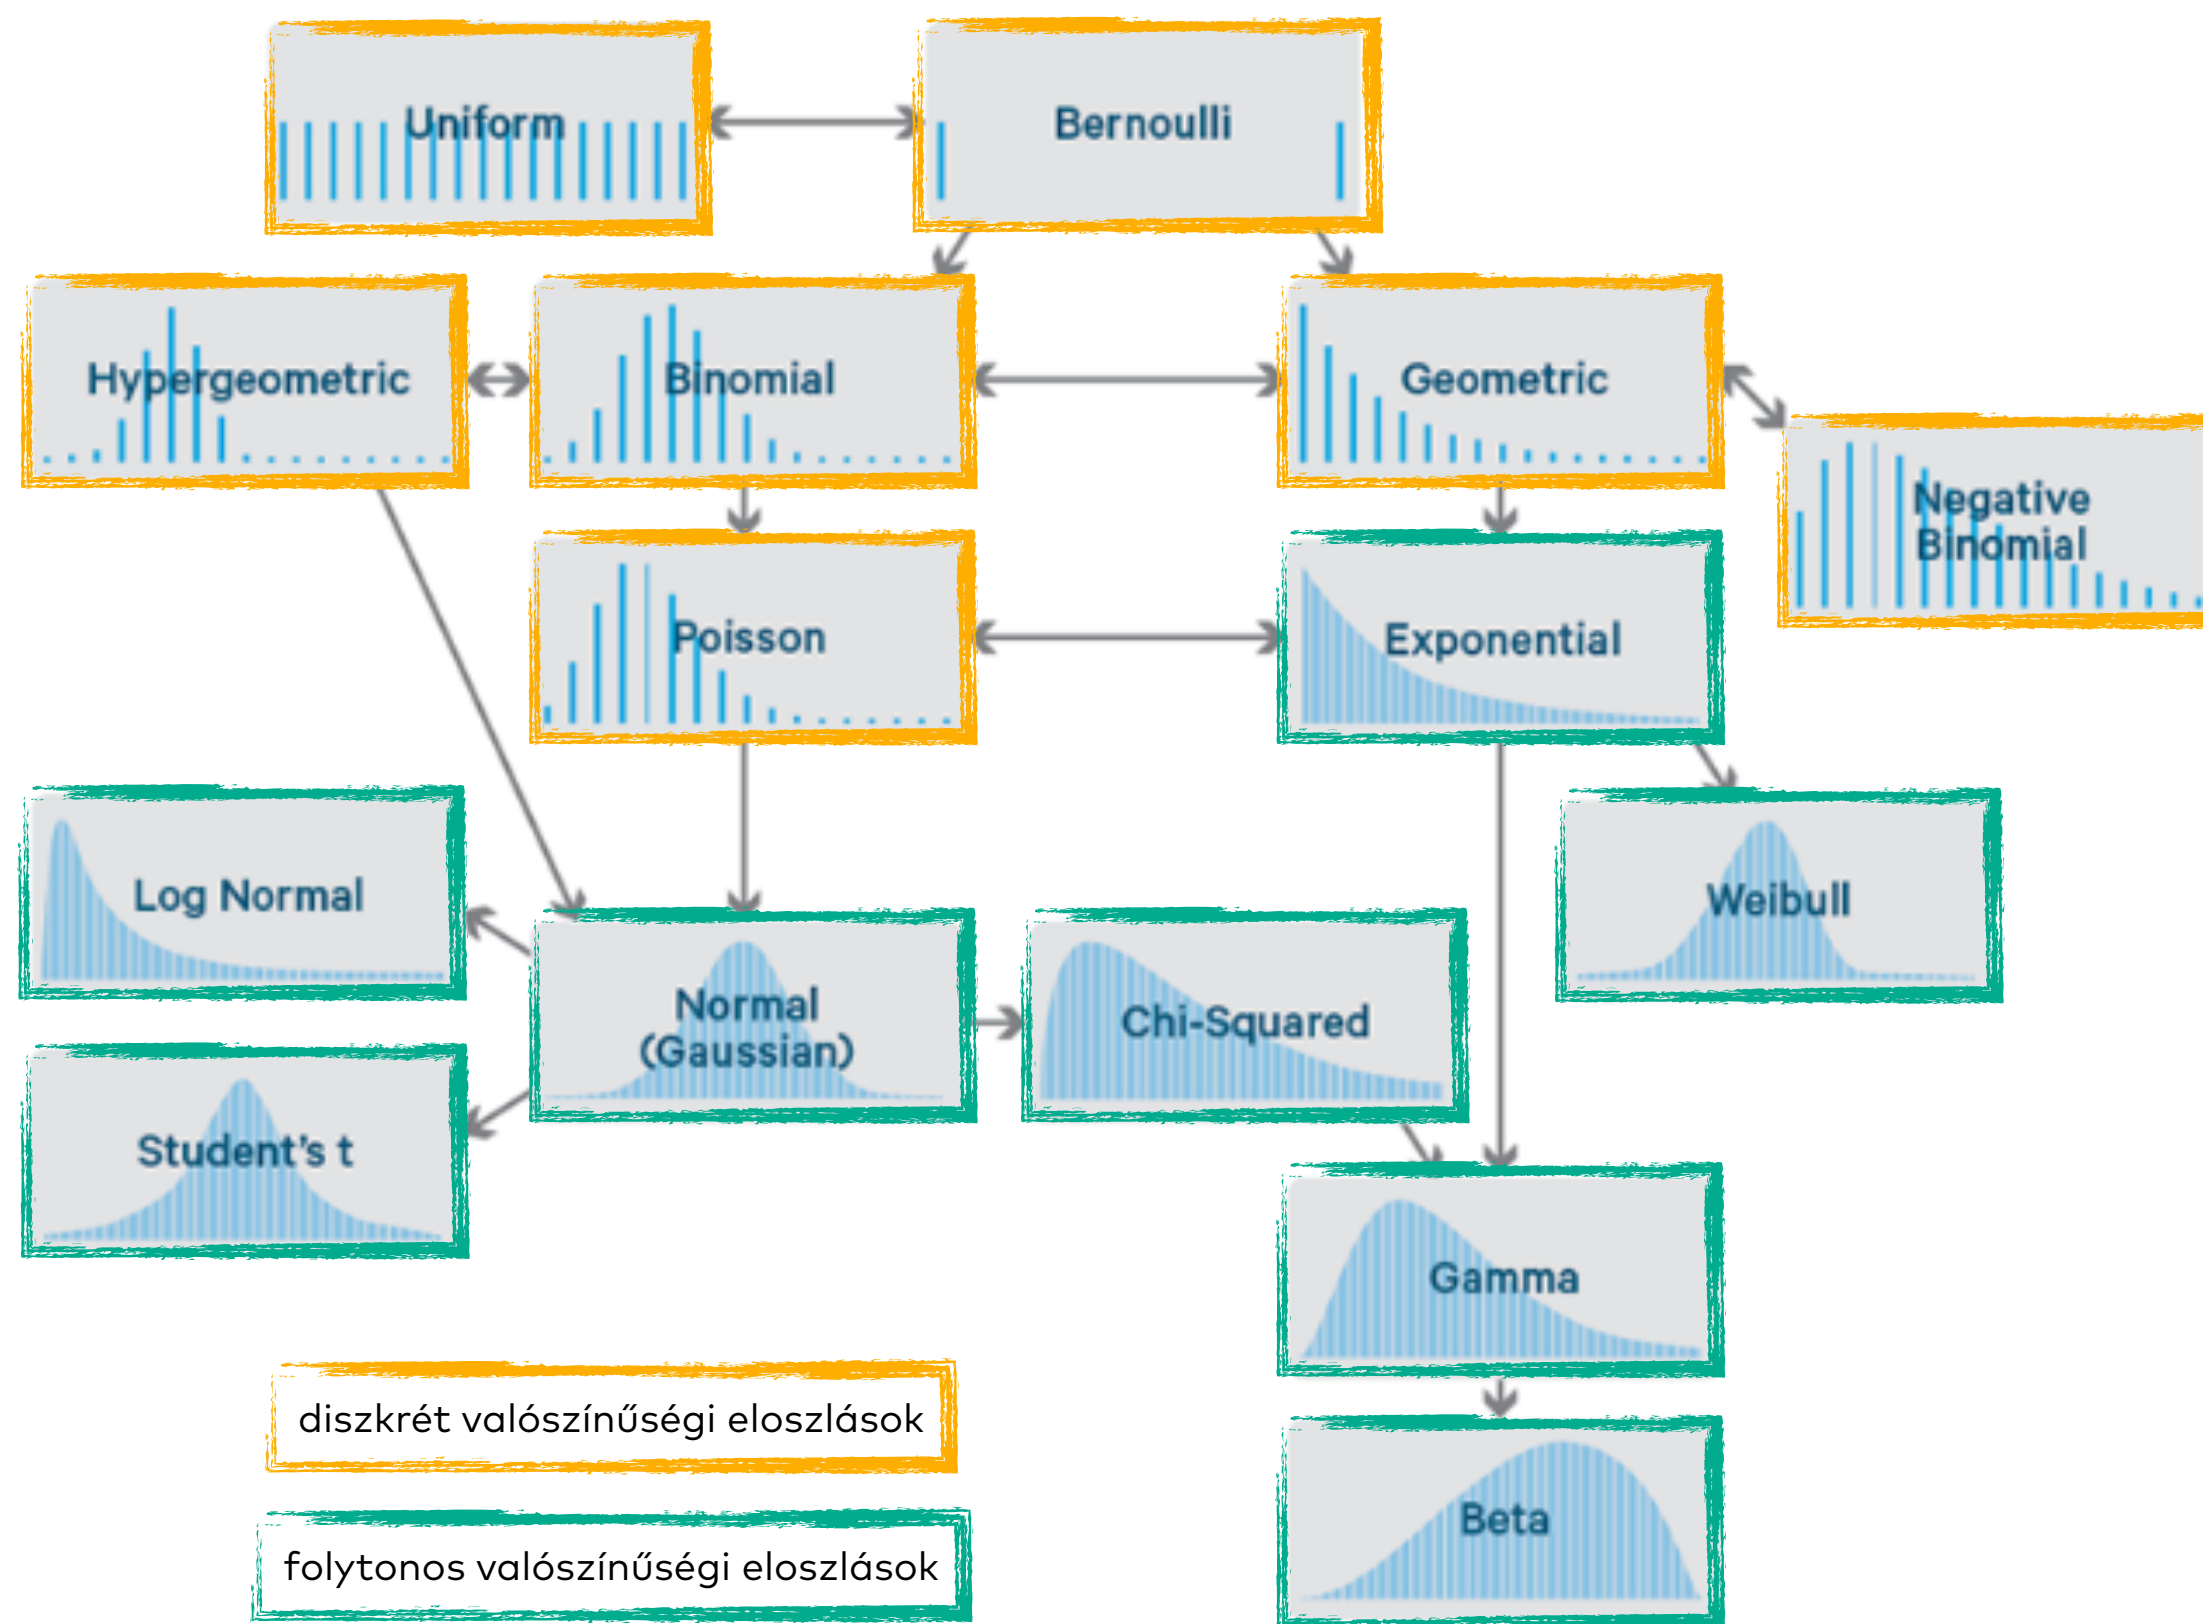 Uniform
Bernoulli
Hypergeometric
Binomial
Geometric
Negative
Binomial
Poisson
Exponential
Log Normal
Weibull
Normal
(Gaussian)
Chi-Squared
Student's t
Gamma
Beta
diszkrét valószínűségi eloszlások
folytonos valószínűségi eloszlások